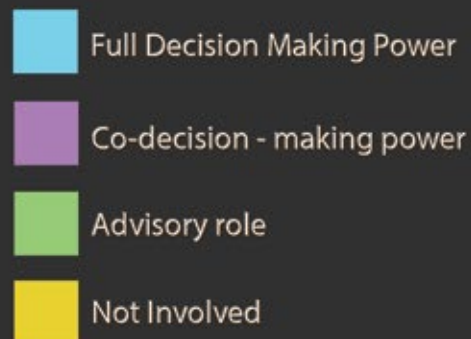 Full Decision Making Power
Co-decision - making power
Advisory role
Not Involved